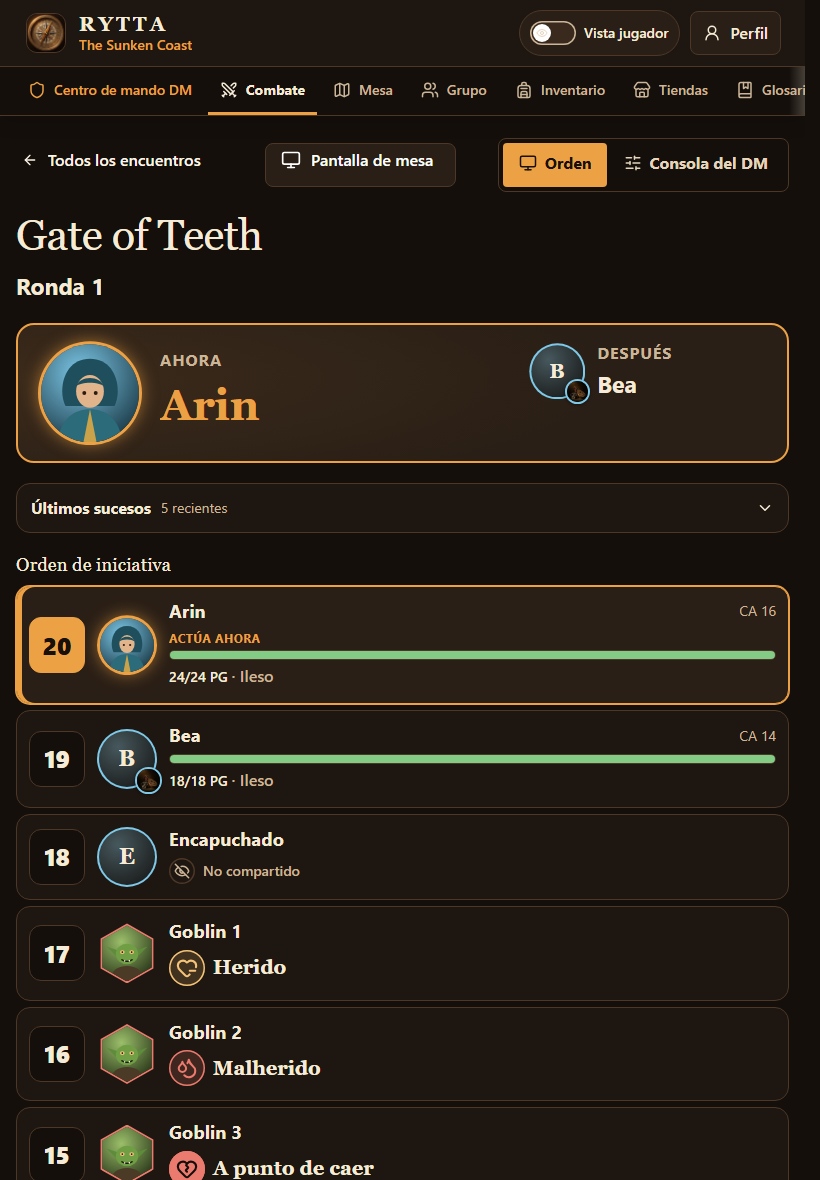 RYTTA
The Sunken Coast
Vista jugador
Perfil
Centro de mando DM
Combate
Mesa
Grupo
Inventario
Tiendas
Glosari
Todos los encuentros
Pantalla de mesa
Orden
Consola del DM
Gate of Teeth
Ronda 1
AHORA
Arin
B
DESPUÉS
Bea
Últimos sucesos 5 recientes
Orden de iniciativa
20
Arin
CA 16
ACTÚA AHORA
24/24 PG · Ileso
19
B
Bea
CA 14
18/18 PG · Ileso
18
E
Encapuchado
No compartido
17
Goblin 1
Herido
16
Goblin 2
Malherido
15
Goblin 3
A punto de caer